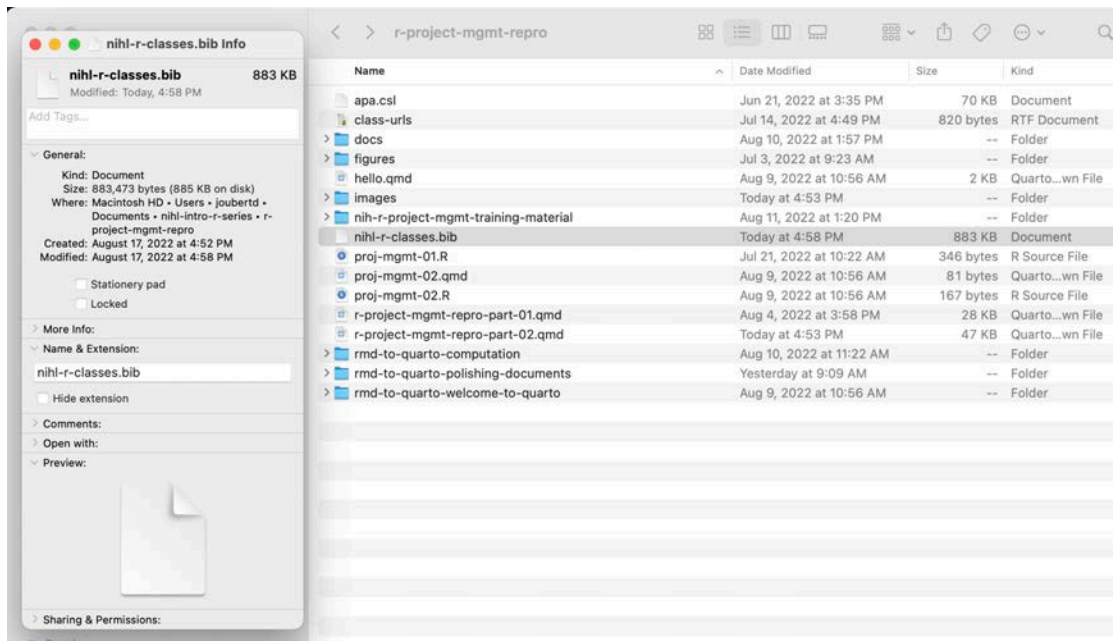 nihl-r-classes.bib Info
nihl-r-classes.bib 883 KB
Modified: Today, 4:58 PM
Add Tags...
General:
Kind: Document
Size: 883,473 bytes (885 KB on disk)
Where: Macintosh HD • Users • joubertd •
Documents • nihl-intro-r-series • r-
project-mgmt-repro
Created: August 17, 2022 at 4:52 PM
Modified: August 17, 2022 at 4:58 PM
Stationery pad
Locked
More Info:
Name & Extension:
nihl-r-classes.bib
Hide extension
Comments:
Open with:
Preview:
Sharing & Permissions:
r-project-mgmt-repro
Name Date Modified Size Kind
apa.csl Jun 21, 2022 at 3:35 PM 70 KB Document
class-urls Jul 14, 2022 at 4:49 PM 820 bytes RTF Document
docs Aug 10, 2022 at 1:57 PM -- Folder
figures Jul 3, 2022 at 9:23 AM -- Folder
hello.qmd Aug 9, 2022 at 10:56 AM 2 KB Quarto...wn File
images Today at 4:53 PM -- Folder
nih-r-project-mgmt-training-material Aug 11, 2022 at 1:20 PM -- Folder
nihl-r-classes.bib Today at 4:58 PM 883 KB Document
proj-mgmt-01.R Jul 21, 2022 at 10:22 AM 346 bytes R Source File
proj-mgmt-02.qmd Aug 9, 2022 at 10:56 AM 81 bytes Quarto...wn File
proj-mgmt-02.R Aug 9, 2022 at 10:56 AM 167 bytes R Source File
r-project-mgmt-repro-part-01.qmd Aug 4, 2022 at 3:58 PM 28 KB Quarto...wn File
r-project-mgmt-repro-part-02.qmd Today at 4:53 PM 47 KB Quarto...wn File
rmd-to-quarto-computation Aug 10, 2022 at 11:22 AM -- Folder
rmd-to-quarto-polishing-documents Yesterday at 9:09 AM -- Folder
rmd-to-quarto-welcome-to-quarto Aug 9, 2022 at 10:56 AM -- Folder